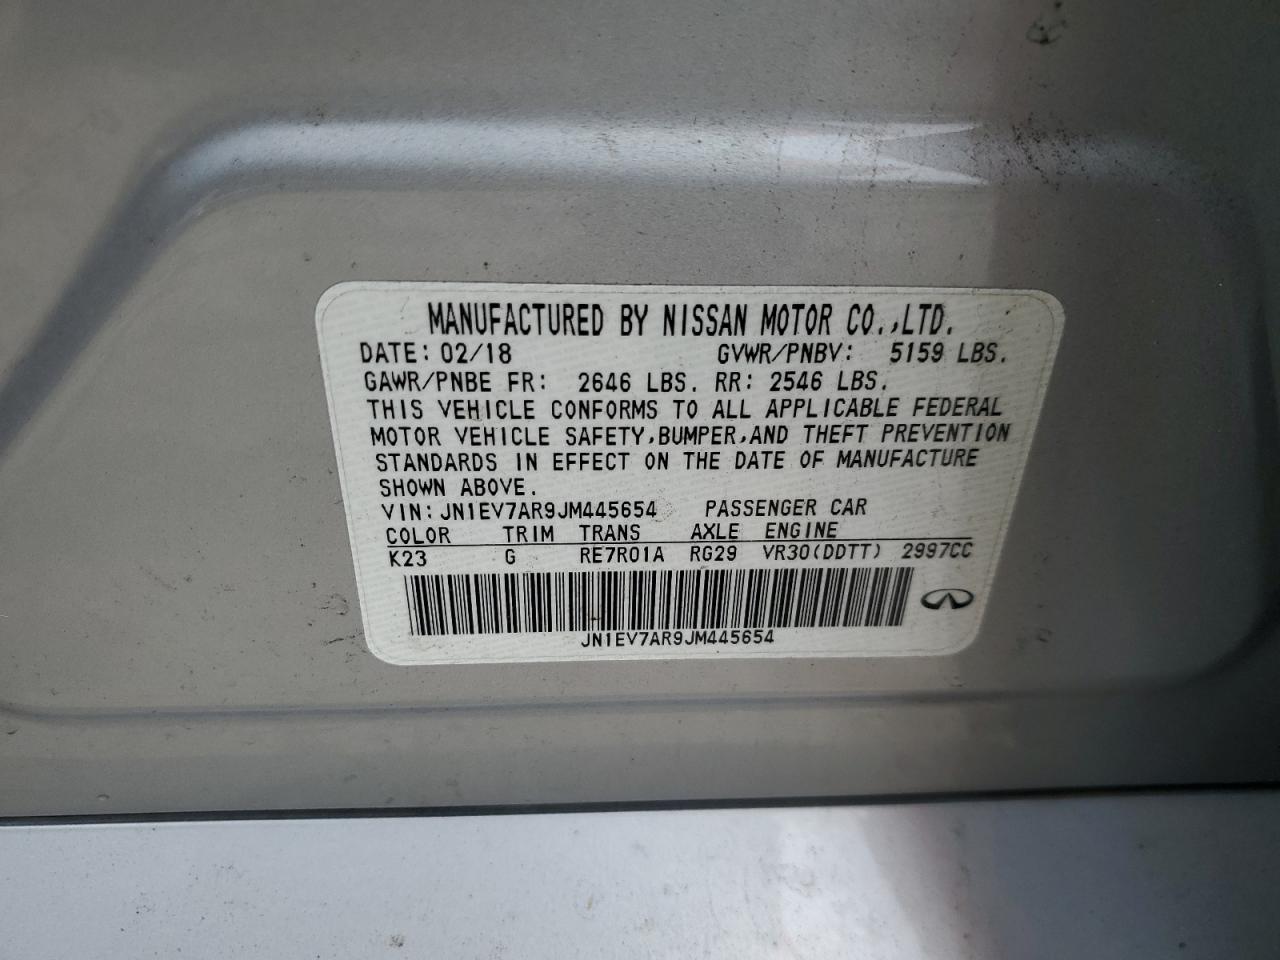 MANUFACTURED BY NISSAN MOTOR CO.,LTD.
DATE: 02/18 GVWR/PNBV: 5159 LBS.
GAWR/PNBE FR: 2646 LBS. RR: 2546 LBS.
THIS VEHICLE CONFORMS TO ALL APPLICABLE FEDERAL
MOTOR VEHICLE SAFETY,BUMPER,AND THEFT PREVENTION
STANDARDS IN EFFECT ON THE DATE OF MANUFACTURE
SHOWN ABOVE.
VIN: JN1EV7AR9JM445654 PASSENGER CAR
COLOR TRIM TRANS AXLE ENGINE
K23 G RE7R01A RG29 VR30(DDTT) 2997CC
JN1EV7AR9JM445654